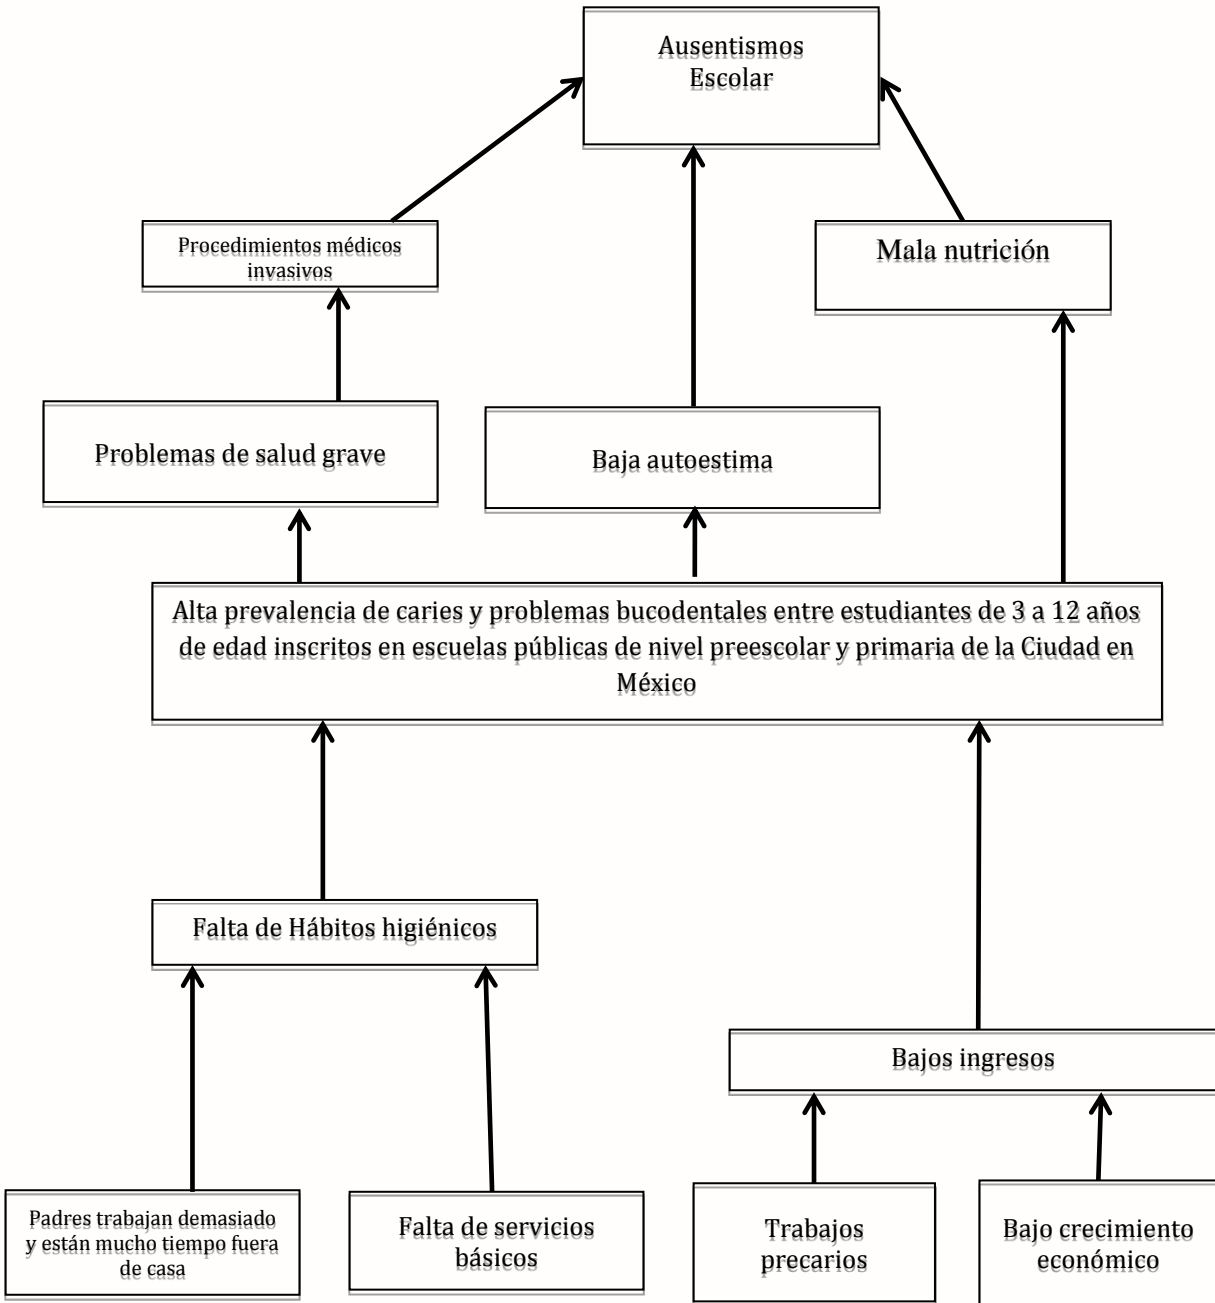 Ausentismos
Escolar
Procedimientos médicos
invasivos
Mala nutrición
Problemas de salud grave
Baja autoestima
Alta prevalencia de caries y problemas bucodentales entre estudiantes de 3 a 12 años
de edad inscritos en escuelas públicas de nivel preescolar y primaria de la Ciudad en
México
Falta de Hábitos higiénicos
Bajos ingresos
Padres trabajan demasiado
y están mucho tiempo fuera
de casa
Falta de servicios
básicos
Trabajos
precarios
Bajo crecimiento
económico